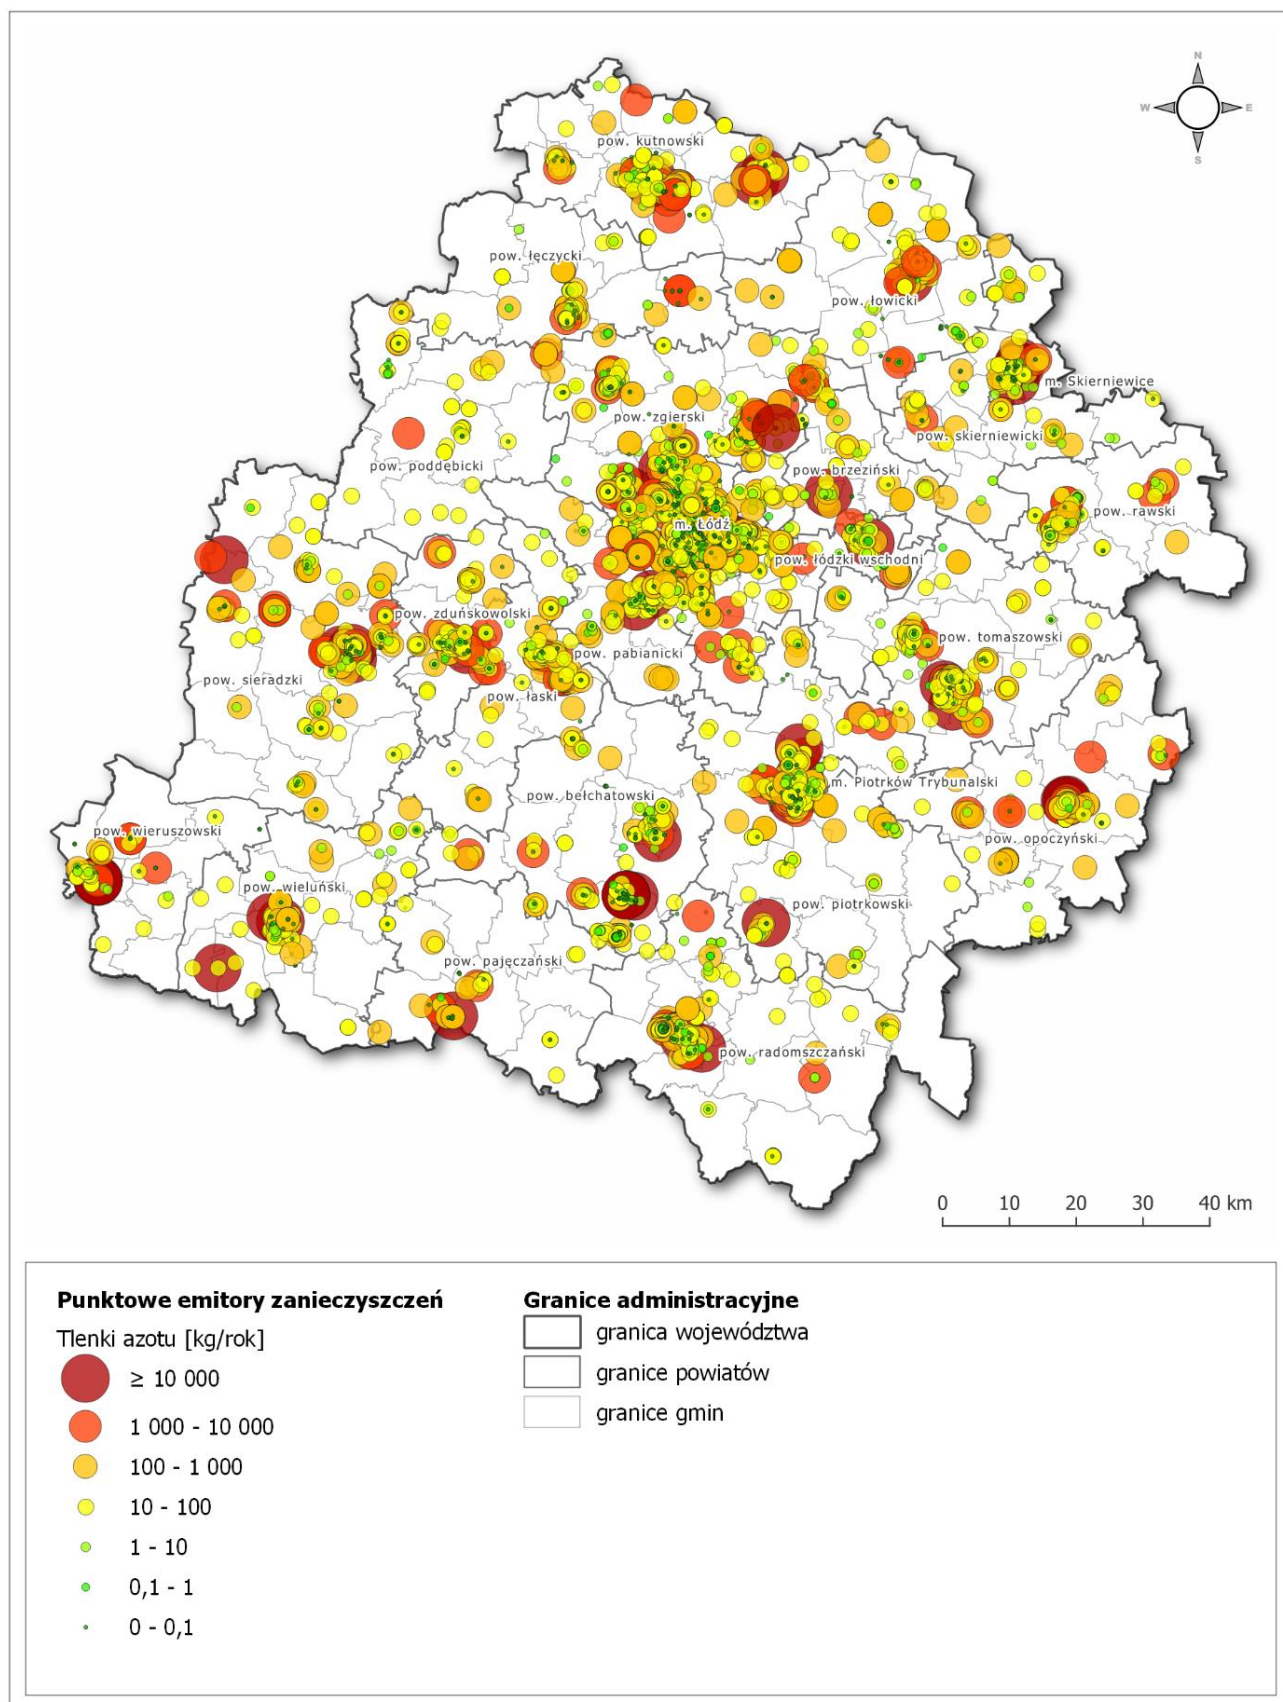 N
W E
S
pow. kutnowski
pow. łęczycki
pow. łowicki
m. Skierniewice
pow. zgierski
pow. skierniewicki
pow. poddębicki
pow. brzeziński
pow. rawski
m. Łódź
pow. łódzki wschodni
pow. zduńskowolski
pow. tomaszowski
pow. pabianicki
pow. sieradzki
pow. łaski
m. Piotrków Trybunalski
pow. bełchatowski
pow. wieruszowski
pow. opoczyński
pow. wieluński
pow. piotrkowski
pow. pajęczański
pow. radomszczański
0 10 20 30 40 km
Punktowe emitory zanieczyszczeń
Tlenki azotu [kg/rok]
≥ 10 000
1 000 - 10 000
100 - 1 000
10 - 100
1 - 10
0,1 - 1
0 - 0,1
Granice administracyjne
granica województwa
granice powiatów
granice gmin